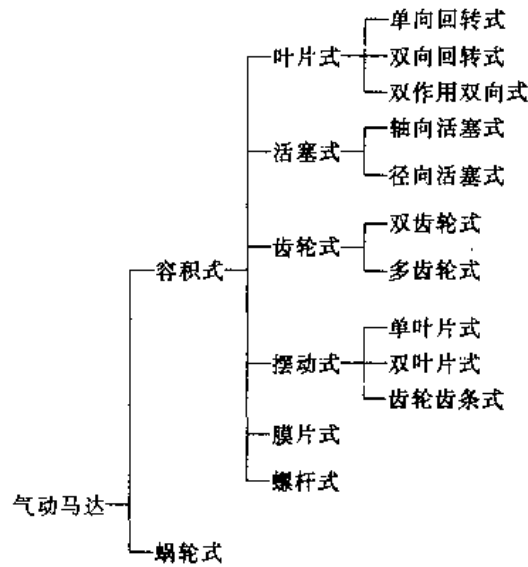 单向回转式
叶片式
双向回转式
双作用双向式
轴向活塞式
活塞式
径向活塞式
双齿轮式
齿轮式
容积式
多齿轮式
单叶片式
摆动式
双叶片式
齿轮齿条式
膜片式
螺杆式
气动马达
蜗轮式